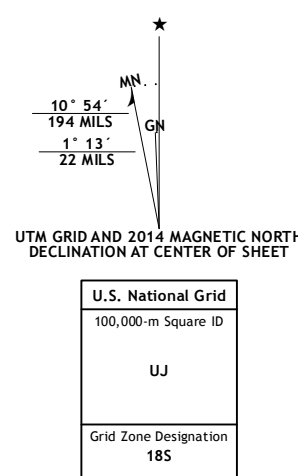 ★
MN
10° 54´
194 MILS
GN
1° 13´
22 MILS
UTM GRID AND 2014 MAGNETIC NORTH
DECLINATION AT CENTER OF SHEET
U.S. National Grid
100,000-m Square ID
UJ
Grid Zone Designation
18S